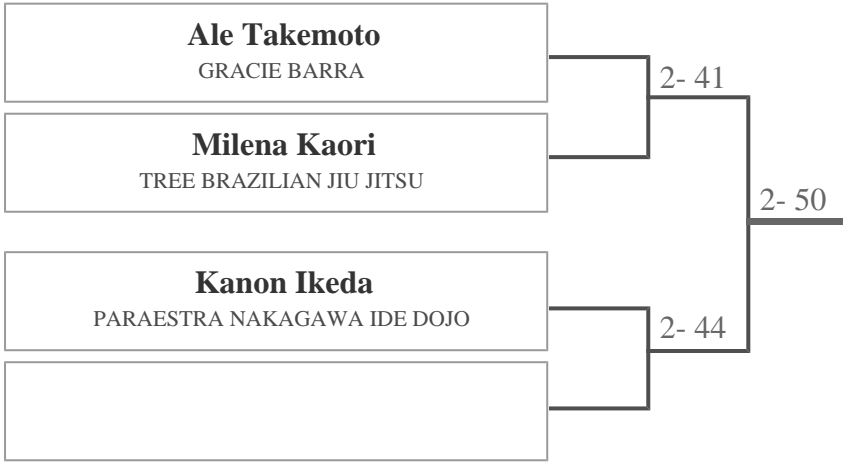 Ale Takemoto
GRACIE BARRA
2- 41
Milena Kaori
TREE BRAZILIAN JIU JITSU
2- 50
Kanon Ikeda
PARAESTRA NAKAGAWA IDE DOJO
2- 44